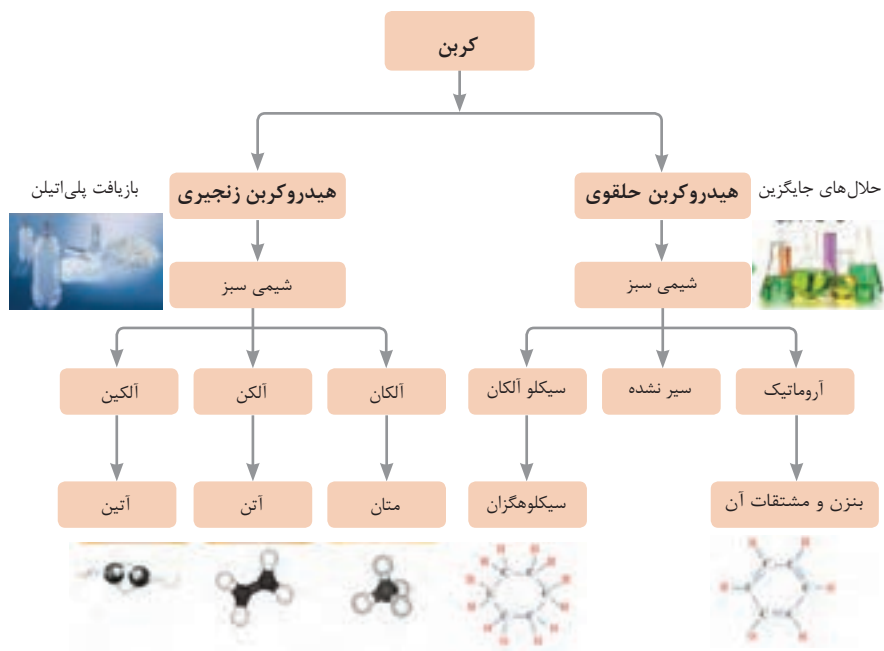 کربن
حلال‌های جایگزین
هیدروکربن حلقوی
هیدروکربن زنجیری
بازیافت پلی‌اتیلن
شیمی سبز
شیمی سبز
آروماتیک
سیر نشده
سیکلو آلکان
آلکان
آلکن
آلکین
بنزن و مشتقات آن
سیکلوهگزان
متان
آتن
آتین
H H
H H
H H
H H
H H
H H
H H
H H
H H